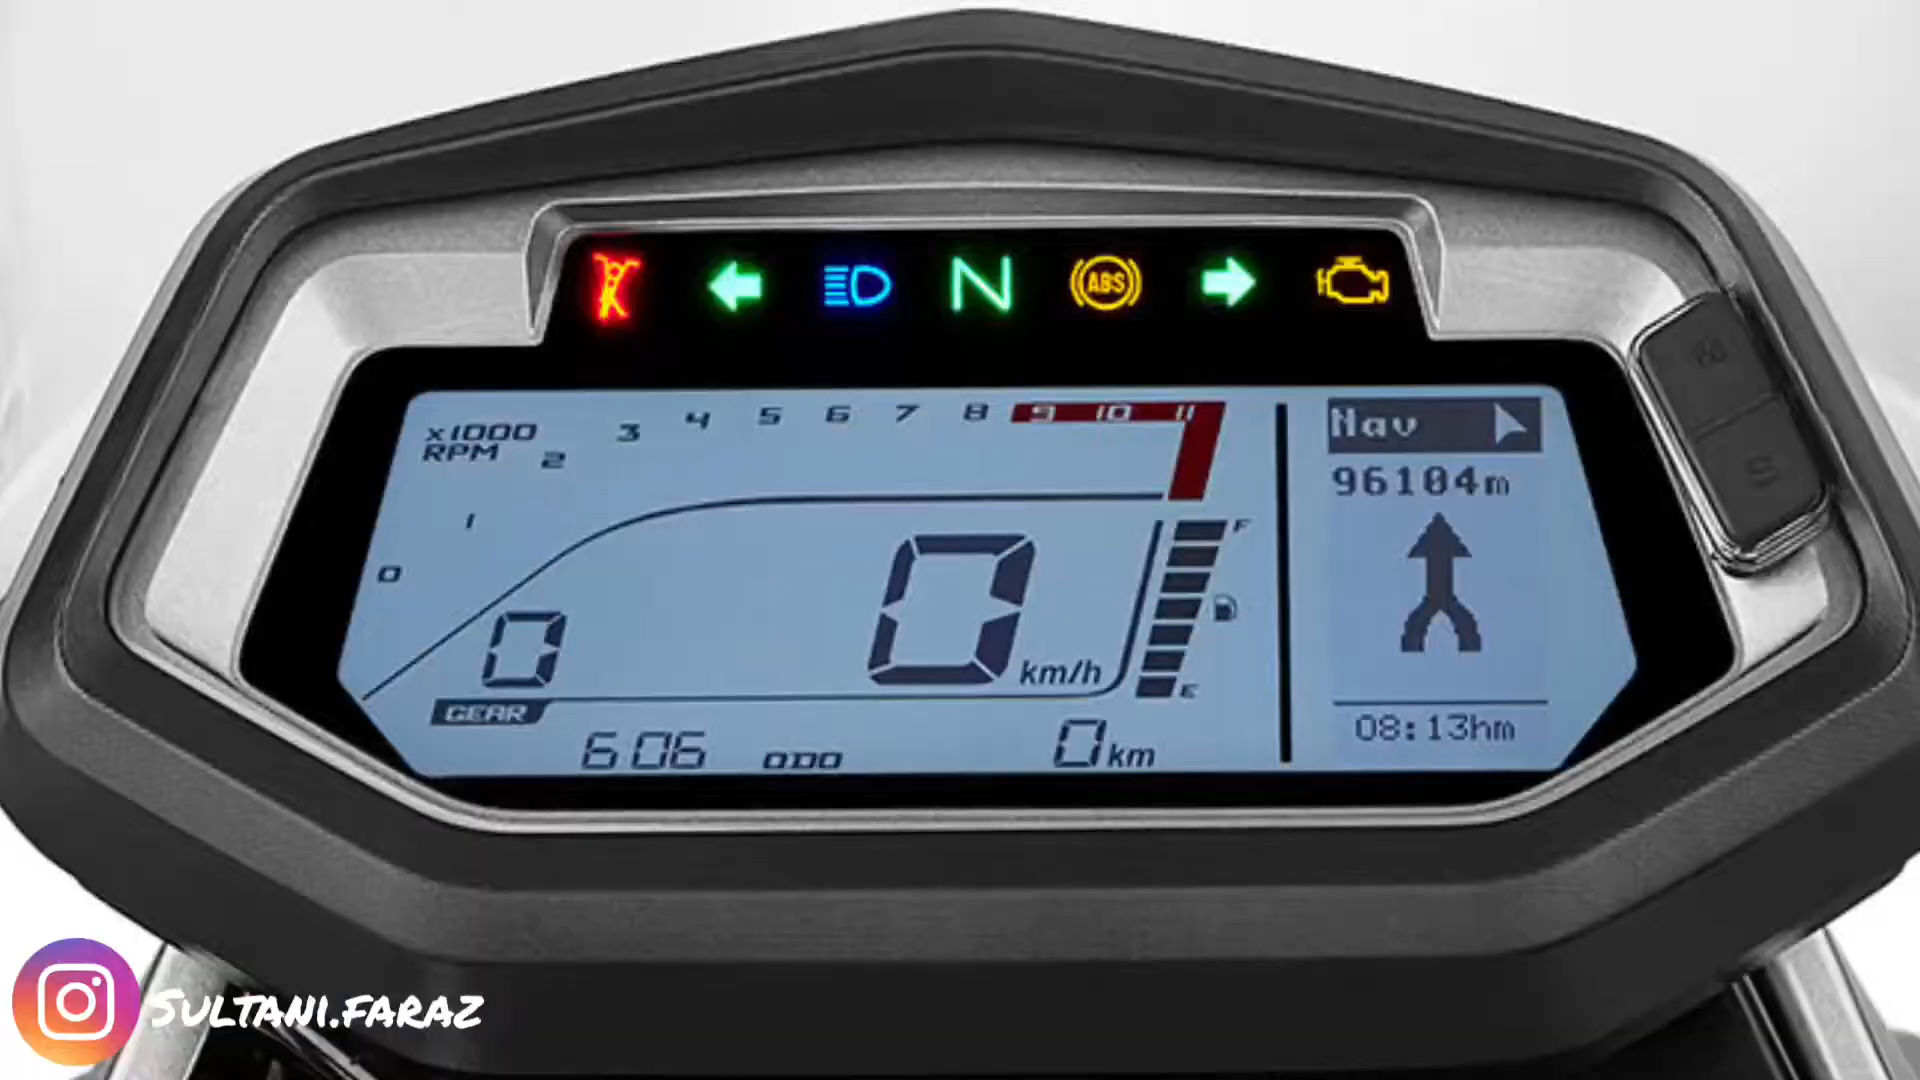 N
ABS
x1000
RPM
0
1
2
3
4
5
6
7
8
9
10
11
Nav
96104m
F
E
0
0
km/h
GEAR
606
ODO
0km
08:13hm
S
SULTANI.FARAZ